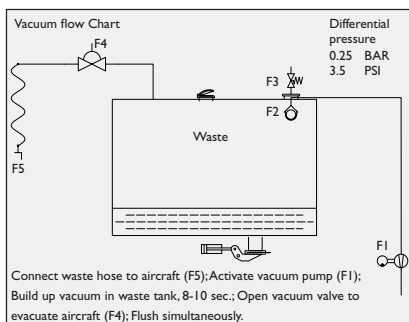 Vacuum flow Chart
Differential
pressure
0.25 BAR
3.5 PSI
F4
F3
F2
Waste
F5
F1
Connect waste hose to aircraft (F5); Activate vacuum pump (F1);
Build up vacuum in waste tank, 8-10 sec.; Open vacuum valve to
evacuate aircraft (F4); Flush simultaneously.